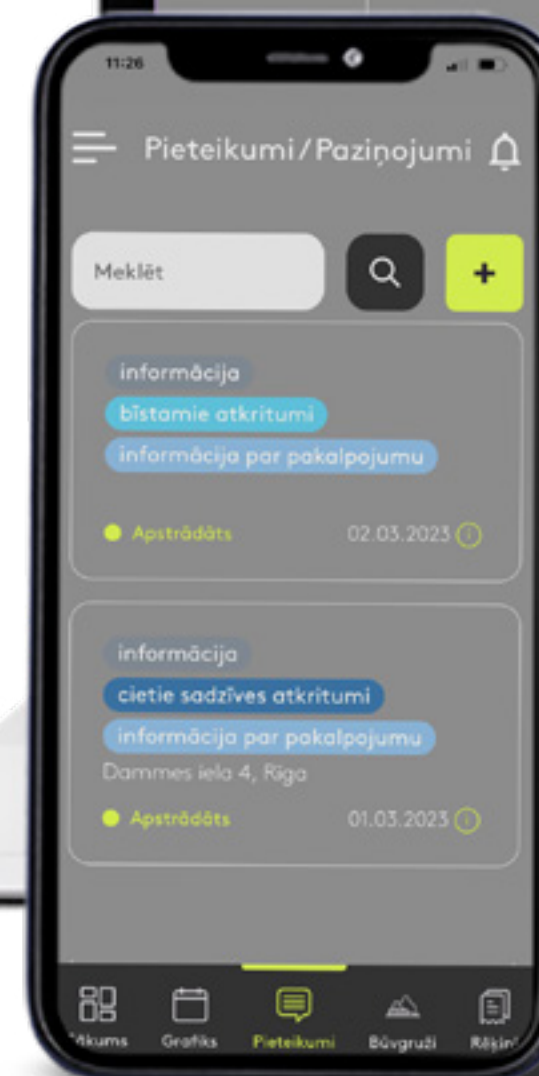 11:26
Pieteikumi/Paziņojumi
Meklēt
+
informācija
bīstamie atkritumi
informācija par pakalpojumu
Apstrādāts 02.03.2023
informācija
cietie sadzīves atkritumi
informācija par pakalpojumu
Dammes iela 4, Rīga
Apstrādāts 01.03.2023
Grafiks Pieteikumi Būvgruži